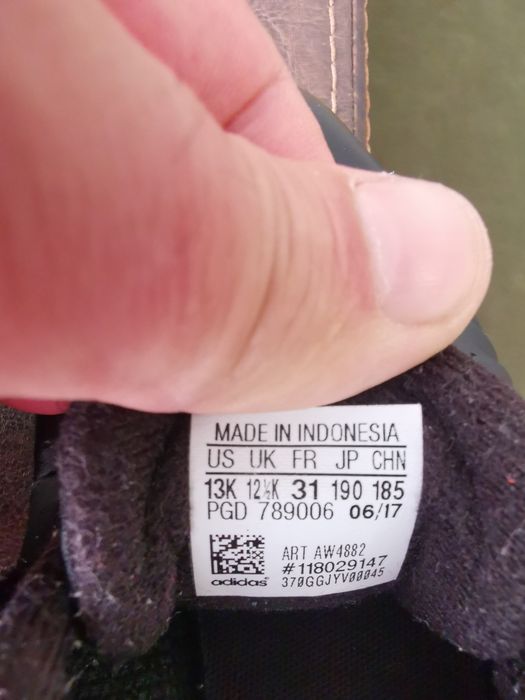 MADE IN INDONESIA
US UK FR JP CHN
13K 12½K 31 190 185
PGD 789006 06/17
ART AW4882
#118029147
adidas 370GGJYV00045